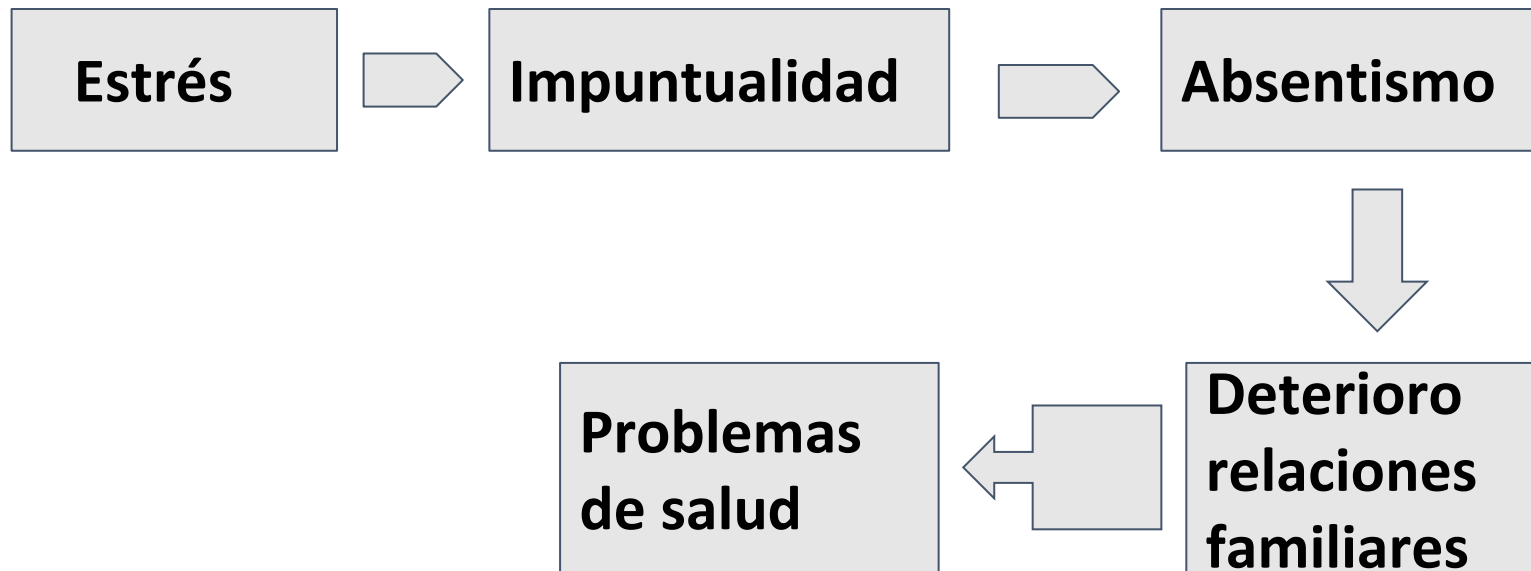 Estrés
Impuntualidad
Absentismo
Deterioro
relaciones
familiares
Problemas
de salud